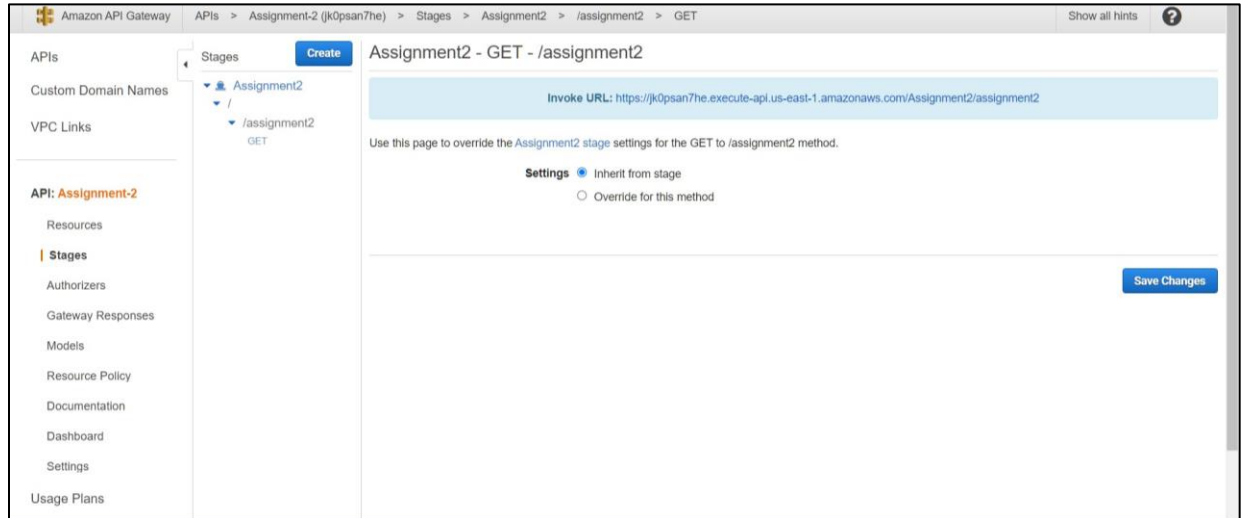 Amazon API Gateway APIs > Assignment-2 (jk0psan7he) > Stages > Assignment2 > /assignment2 > GET Show all hints ?
APIs
Custom Domain Names
VPC Links
API: Assignment-2
Resources
Stages
Authorizers
Gateway Responses
Models
Resource Policy
Documentation
Dashboard
Settings
Usage Plans
Stages Create
Assignment2
/
/assignment2
GET
Assignment2 - GET - /assignment2
Invoke URL: https://jk0psan7he.execute-api.us-east-1.amazonaws.com/Assignment2/assignment2
Use this page to override the Assignment2 stage settings for the GET to /assignment2 method.
Settings Inherit from stage
Override for this method
Save Changes